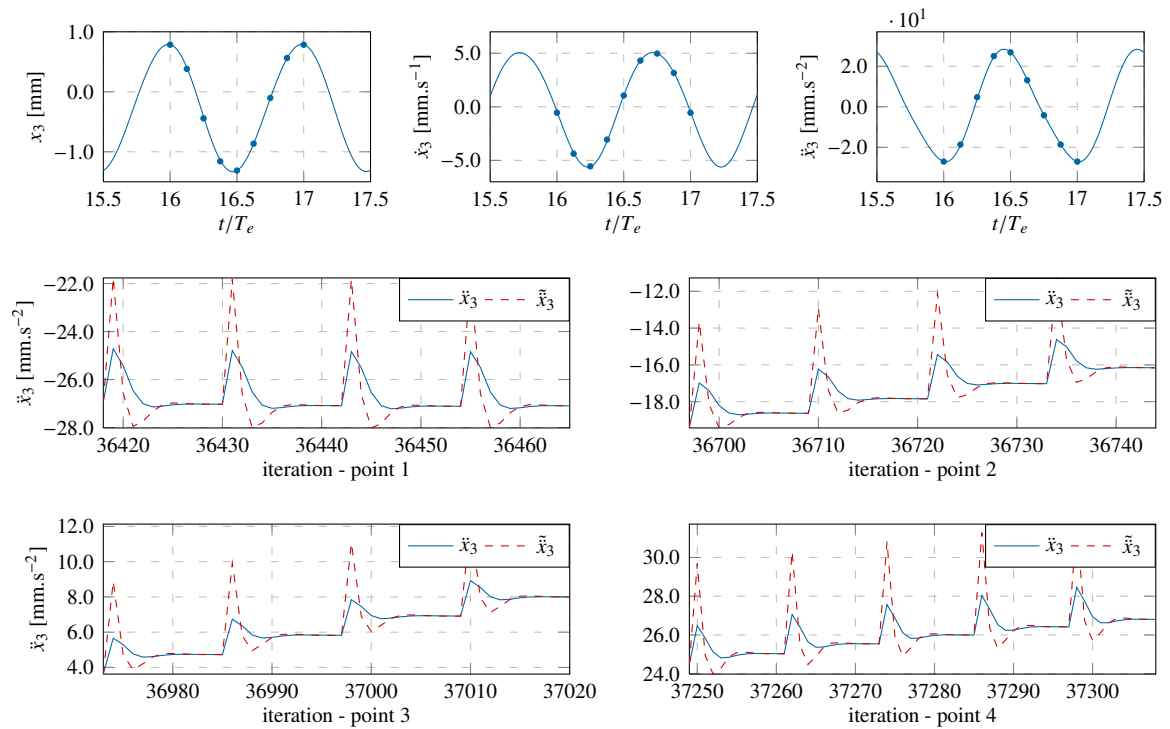 · 10¹
1.0
0.0
−1.0
x₃ [mm]
15.5 16 16.5 17 17.5
t/Tₑ
5.0
0.0
−5.0
ẋ₃ [mm.s⁻¹]
15.5 16 16.5 17 17.5
t/Tₑ
2.0
0.0
−2.0
ẍ₃ [mm.s⁻²]
15.5 16 16.5 17 17.5
t/Tₑ
−22.0
−24.0
−26.0
−28.0
ẍ₃ [mm.s⁻²]
ẍ₃ ẍ̃₃
36420 36430 36440 36450 36460
iteration - point 1
−12.0
−14.0
−16.0
−18.0
ẍ₃ ẍ̃₃
36700 36710 36720 36730 36740
iteration - point 2
12.0
10.0
8.0
6.0
4.0
ẍ₃ [mm.s⁻²]
ẍ₃ ẍ̃₃
36980 36990 37000 37010 37020
iteration - point 3
30.0
28.0
26.0
24.0
ẍ₃ ẍ̃₃
37250 37260 37270 37280 37290 37300
iteration - point 4